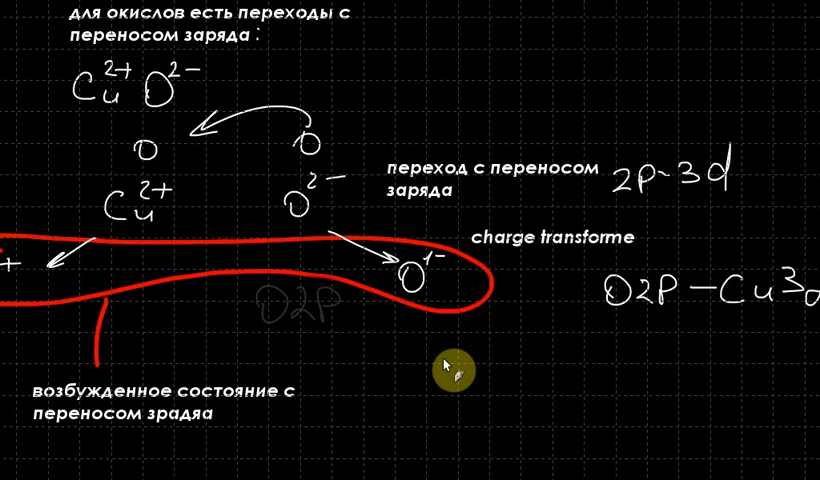 для окислов есть переходы с
переносом заряда :
Cu²⁺ O²⁻
O O
переход с переносом
заряда
2p-3d
Cu²⁺ O²⁻
charge transforme
+ O¹⁻
O2P - Cu3d
O2P
возбужденное состояние с
переносом зрадяа